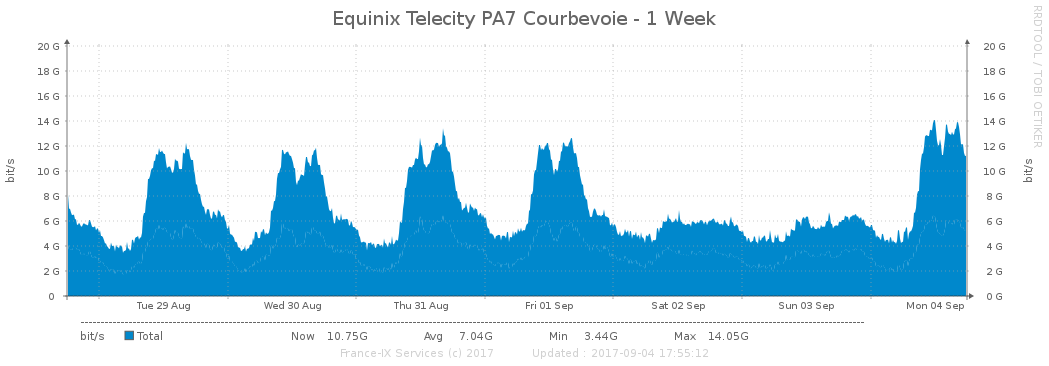 Equinix Telecity PA7 Courbevoie - 1 Week
RRDTOOL / TOBI OETIKER
20 G 20 G
18 G 18 G
16 G 16 G
14 G 14 G
12 G 12 G
10 G 10 G
8 G 8 G
6 G 6 G
4 G 4 G
2 G 2 G
0 0 G
bit/s bit/s
Tue 29 Aug Wed 30 Aug Thu 31 Aug Fri 01 Sep Sat 02 Sep Sun 03 Sep Mon 04 Sep
bit/s Total Now 10.75G Avg 7.04G Min 3.44G Max 14.05G
France-IX Services (c) 2017 Updated : 2017-09-04 17:55:12